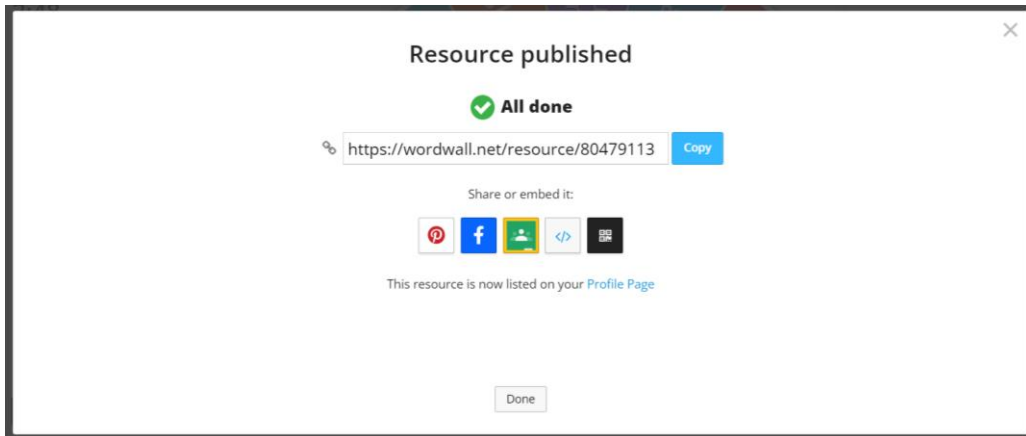 Resource published
All done
https://wordwall.net/resource/80479113 Copy
Share or embed it:
This resource is now listed on your Profile Page
Done